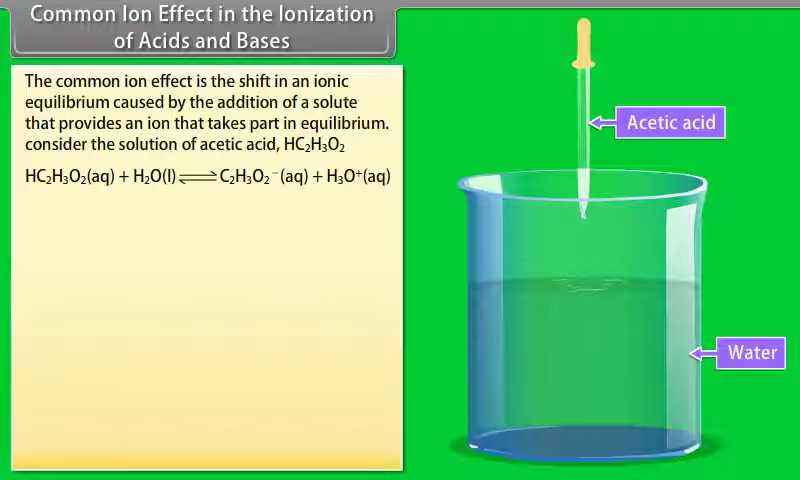 Common Ion Effect in the Ionization
of Acids and Bases
The common ion effect is the shift in an ionic
equilibrium caused by the addition of a solute
that provides an ion that takes part in equilibrium.
consider the solution of acetic acid, HC₂H₃O₂
HC₂H₃O₂(aq) + H₂O(l) ⇌ C₂H₃O₂⁻(aq) + H₃O⁺(aq)
Acetic acid
Water